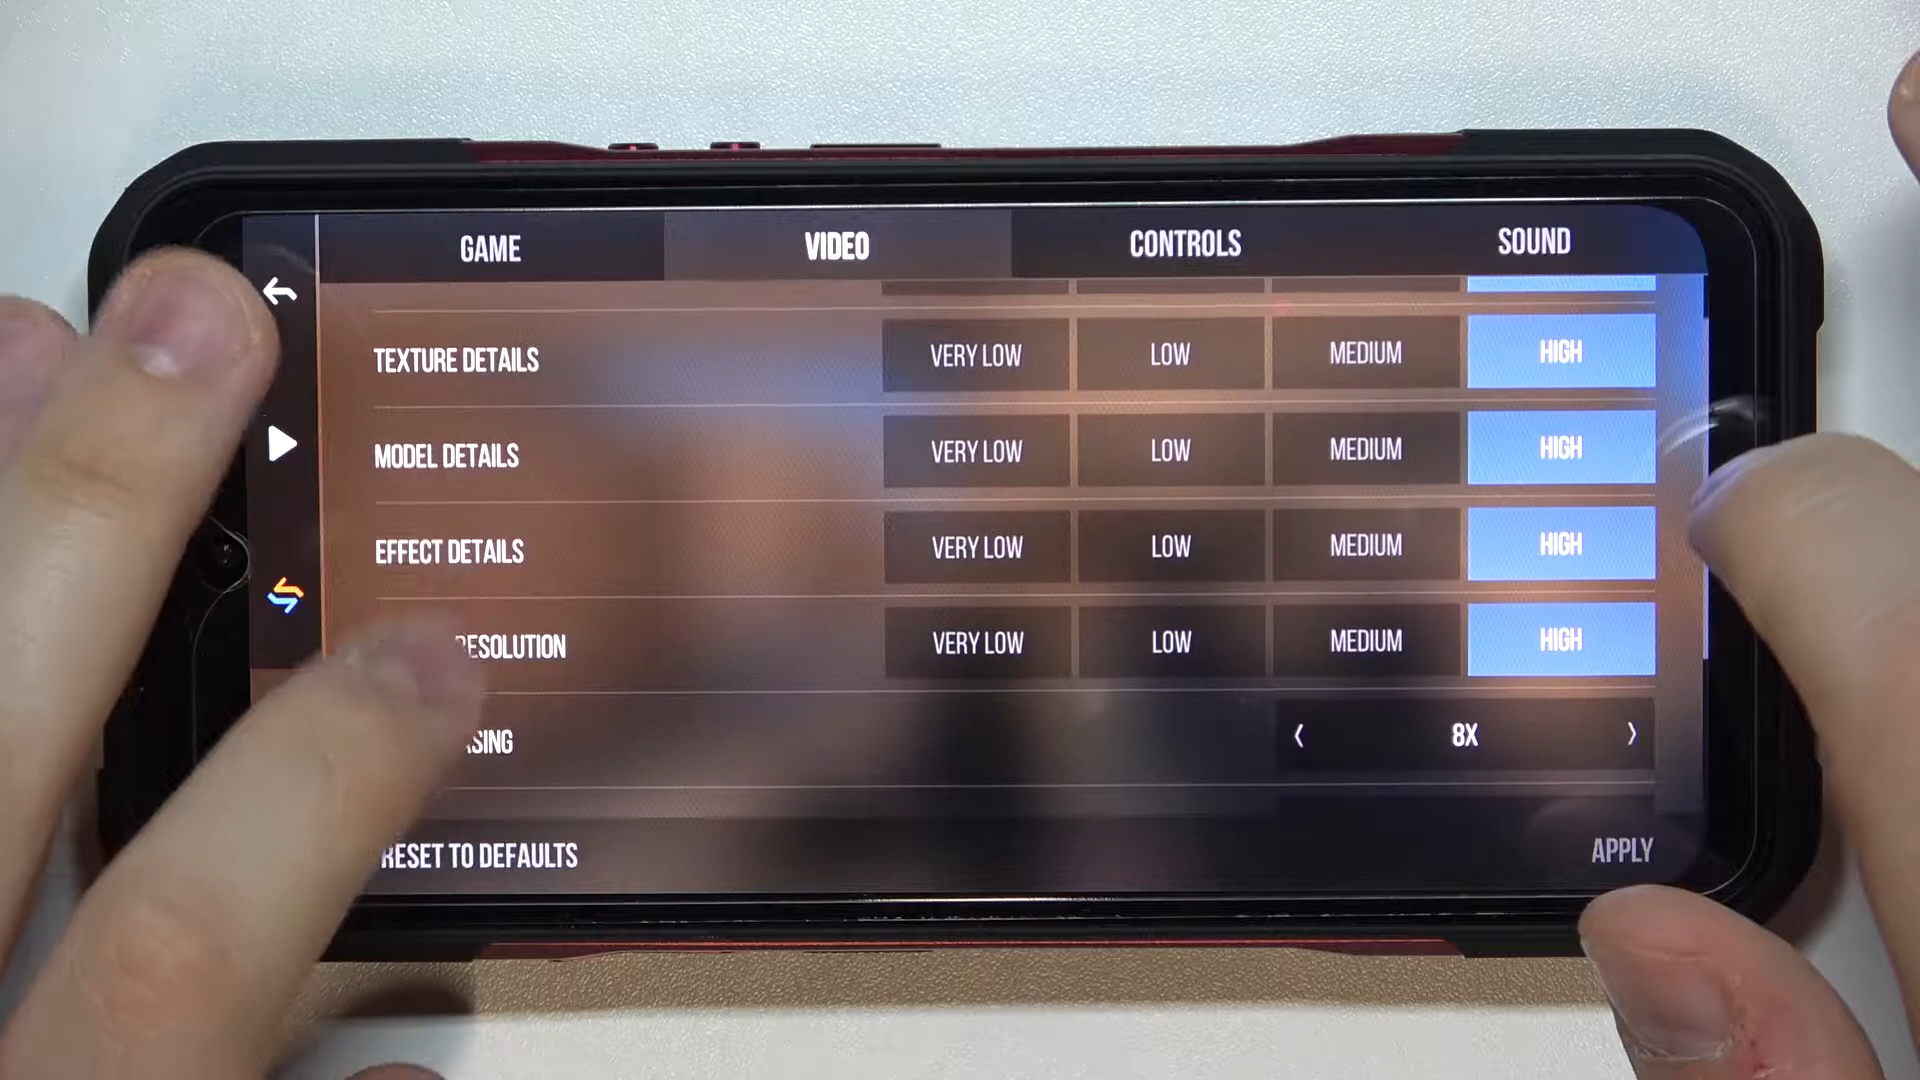 GAME VIDEO CONTROLS SOUND
TEXTURE DETAILS VERY LOW LOW MEDIUM HIGH
MODEL DETAILS VERY LOW LOW MEDIUM HIGH
EFFECT DETAILS VERY LOW LOW MEDIUM HIGH
RESOLUTION VERY LOW LOW MEDIUM HIGH
8X
RESET TO DEFAULTS APPLY